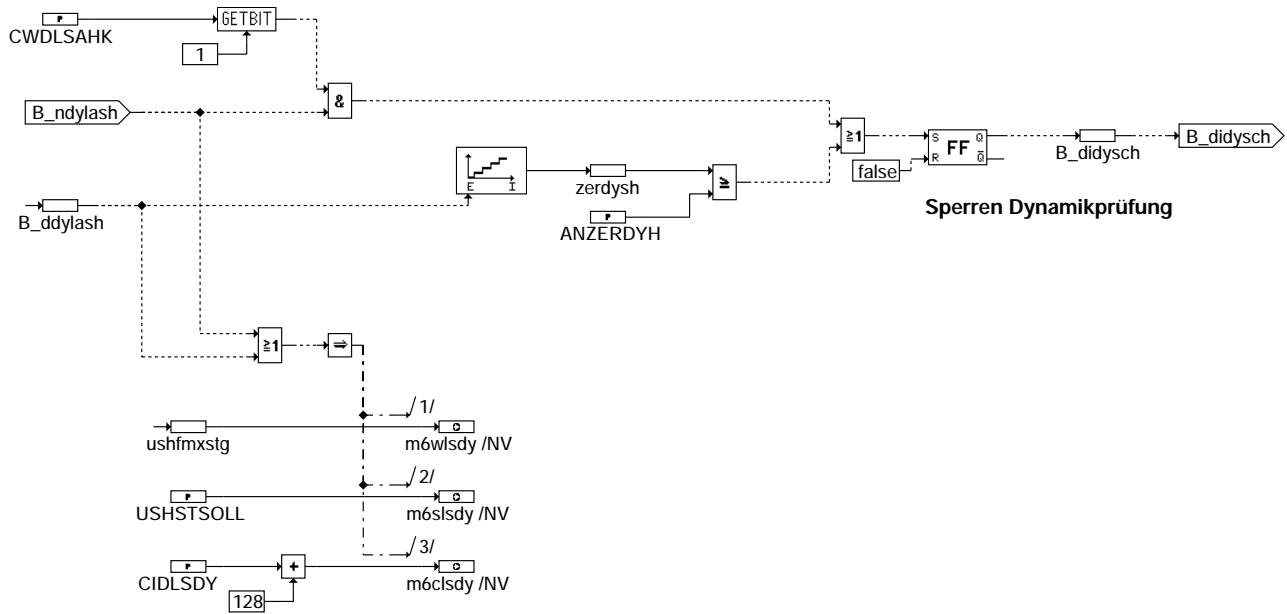 P
GETBIT
CWDLSAHK
1
B_ndylash
&
≧1
S Q
FF
R Q̅
B_didysch
B_didysch
false
E I
zerdysh
≧
P
ANZERDYH
Sperren Dynamikprüfung
B_ddylash
≧1
⇒
/1/
ushfmxstg
m6wlsdy /NV
/2/
P
USHSTSOLL
m6slsdy /NV
/3/
P
+
CIDLSDY
m6clsdy /NV
128